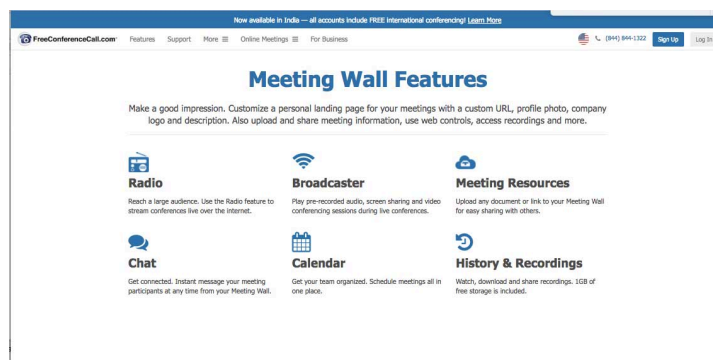 Now available in India — all accounts include FREE international conferencing! Learn More
FreeConferenceCall.com
Features Support More Online Meetings For Business
(844) 844-1322 Sign Up Log In
Meeting Wall Features
Make a good impression. Customize a personal landing page for your meetings with a custom URL, profile photo, company
logo and description. Also upload and share meeting information, use web controls, access recordings and more.
Radio
Reach a large audience. Use the Radio feature to
stream conferences live over the internet.
Broadcaster
Play pre-recorded audio, screen sharing and video
conferencing sessions during live conferences.
Meeting Resources
Upload any document or link to your Meeting Wall
for easy sharing with others.
Chat
Get connected. Instant message your meeting
participants at any time from your Meeting Wall.
Calendar
Get your team organized. Schedule meetings all in
one place.
History & Recordings
Watch, download and share recordings. 1GB of
free storage is included.